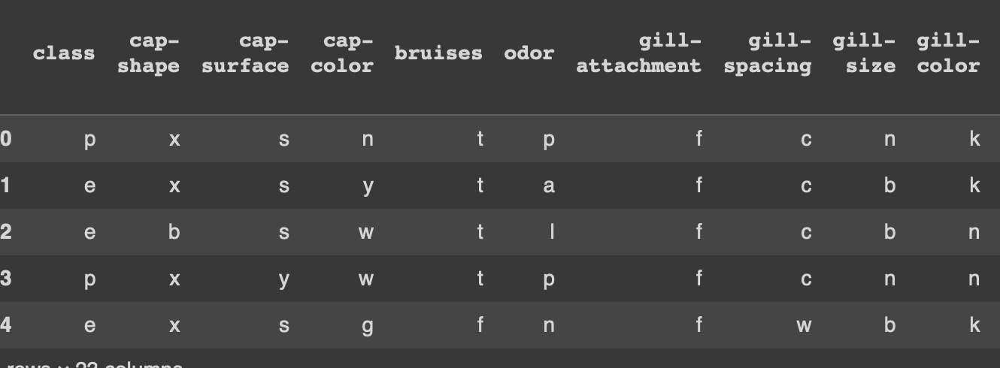 class cap-shape cap-surface cap-color bruises odor gill-attachment gill-spacing gill-size gill-color
0 p x s n t p f c n k
1 e x s y t a f c b k
2 e b s w t l f c b n
3 p x y w t p f c n n
4 e x s g f n f w b k
rows × 23 columns